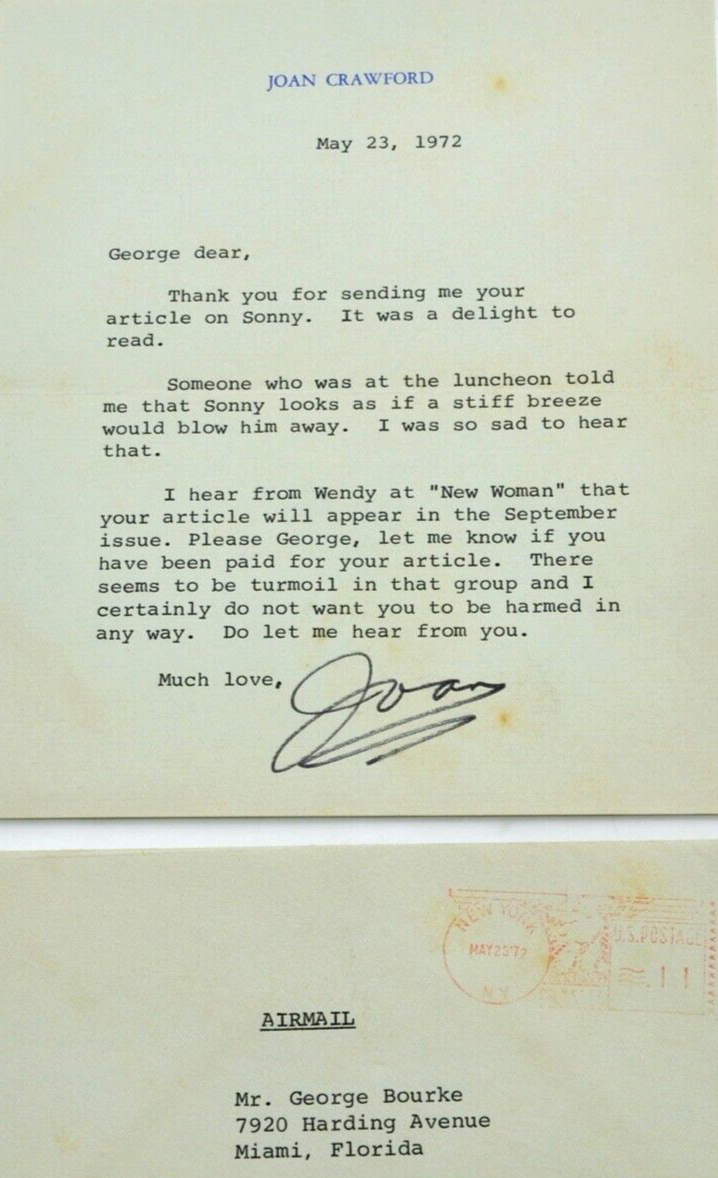 JOAN CRAWFORD
May 23, 1972
George dear,
Thank you for sending me your
article on Sonny. It was a delight to
read.
Someone who was at the luncheon told
me that Sonny looks as if a stiff breeze
would blow him away. I was so sad to hear
that.
I hear from Wendy at "New Woman" that
your article will appear in the September
issue. Please George, let me know if you
have been paid for your article. There
seems to be turmoil in that group and I
certainly do not want you to be harmed in
any way. Do let me hear from you.
Much love,
Joan
NEW YORK
MAY23'72
N.Y.
U.S.POSTAGE
.11
AIRMAIL
Mr. George Bourke
7920 Harding Avenue
Miami, Florida